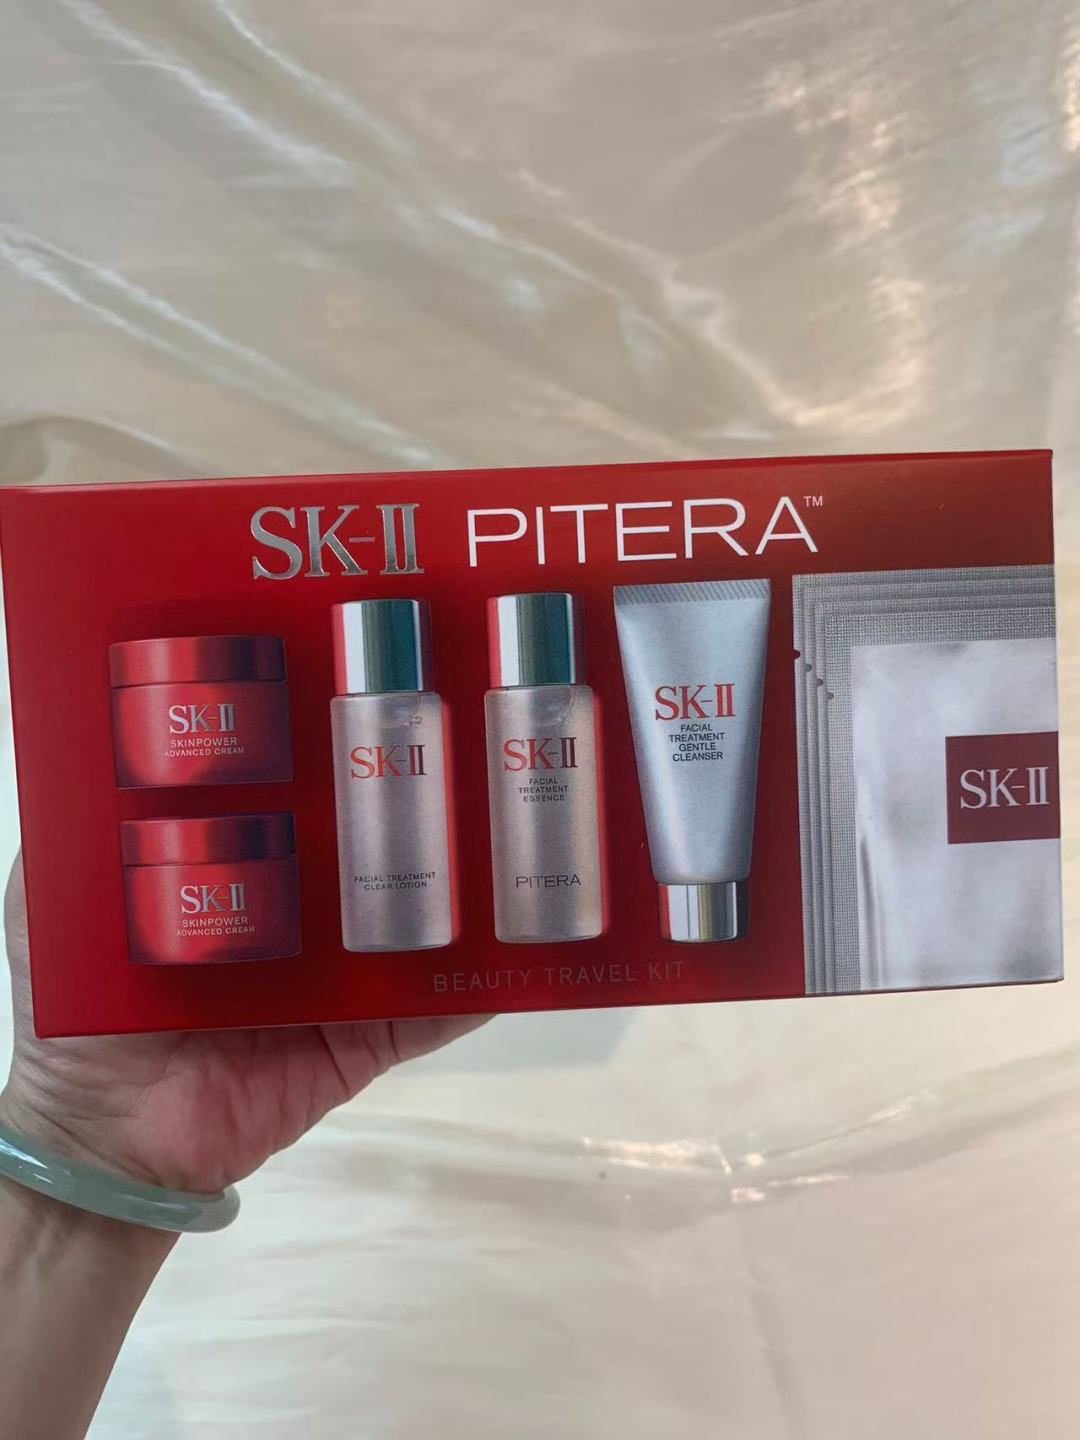 SK-II PITERA™
SK-II
SKINPOWER
ADVANCED CREAM
SK-II
SKINPOWER
ADVANCED CREAM
SK-II
FACIAL TREATMENT
CLEAR LOTION
SK-II
FACIAL
TREATMENT
ESSENCE
PITERA
SK-II
FACIAL
TREATMENT
GENTLE
CLEANSER
SK-II
BEAUTY TRAVEL KIT